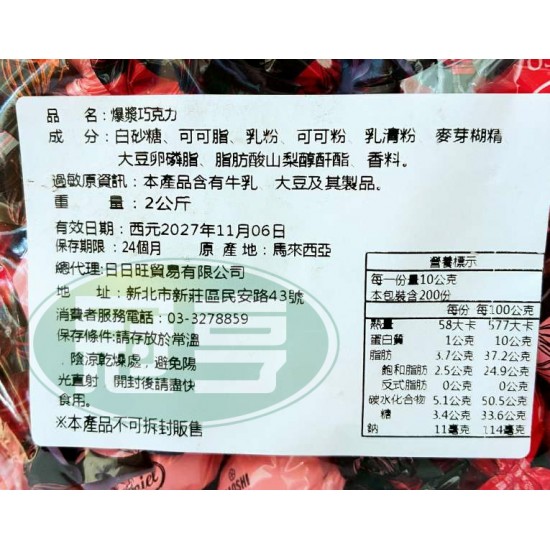 品 名：爆漿巧克力
成 分：白砂糖、可可脂、乳粉、可可粉、乳清粉、麥芽糊精
大豆卵磷脂、脂肪酸山梨醇酐酯、香料。
過敏原資訊：本產品含有牛乳、大豆及其製品。
重 量：2公斤
有效日期：西元2027年11月06日
保存期限：24個月 原 產 地：馬來西亞
總代理：日日旺貿易有限公司
地 址：新北市新莊區民安路43號
消費者服務電話：03-3278859
保存條件:請存放於常溫
．陰涼乾燥處，避免陽
光直射．開封後請盡快
食用。
※本產品不可拆封販售
營養標示
每一份量10公克
本包裝含200份
每份 每100公克
熱量 58大卡 577大卡
蛋白質 1公克 10公克
脂肪 3.7公克 37.2公克
飽和脂肪 2.5公克 24.9公克
反式脂肪 0公克 0公克
碳水化合物 5.1公克 50.5公克
糖 3.4公克 33.6公克
鈉 11毫克 114毫克